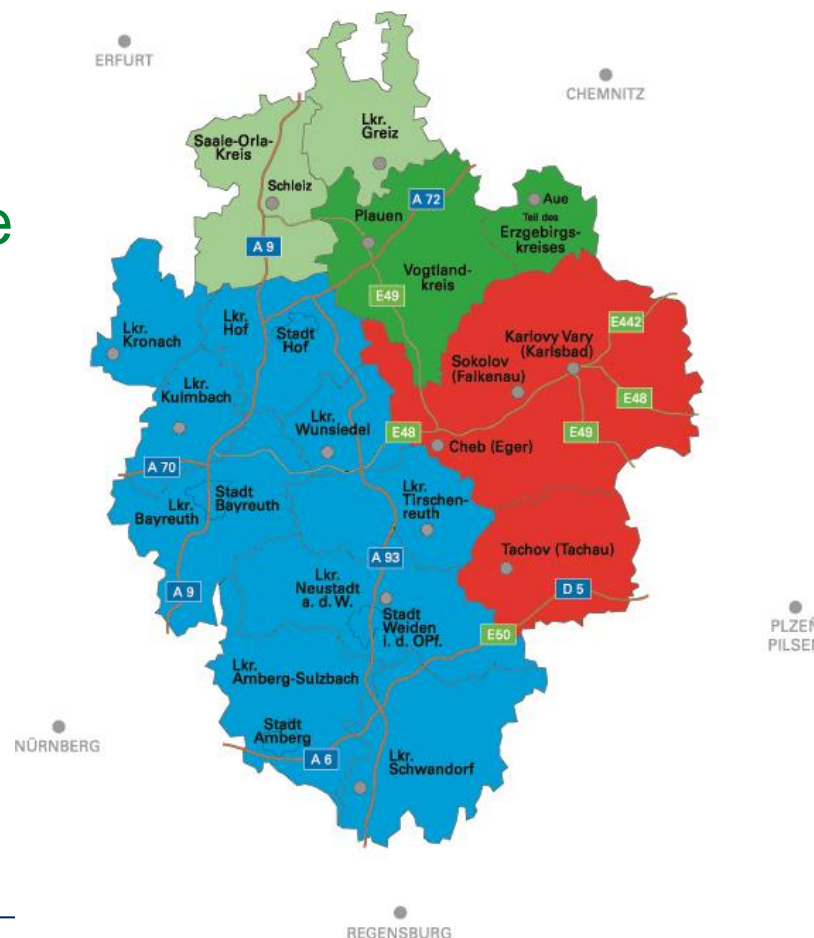 ERFURT
CHEMNITZ
Lkr.
Greiz
Saale-Orla-
Kreis
Schleiz
A 72
Aue
Plauen
Teil des
Erzgebirgs-
kreises
e
A 9
Vogtland-
kreis
E49
Lkr.
Hof
E442
Lkr.
Kronach
Stadt
Hof
Karlovy Vary
(Karlsbad)
Sokolov
(Falkenau)
Lkr.
Kulmbach
E48
Lkr.
Wunsiedel
E48
E49
Cheb (Eger)
A 70
Stadt
Bayreuth
Lkr.
Bayreuth
Lkr.
Tirschen-
reuth
Tachov (Tachau)
A 93
Lkr.
Neustadt
a. d. W.
D 5
A 9
Stadt
Weiden
i. d. OPf.
E50
PLZEŇ
PILSEN
Lkr.
Amberg-Sulzbach
Stadt
Amberg
NÜRNBERG
A 6
Lkr.
Schwandorf
REGENSBURG